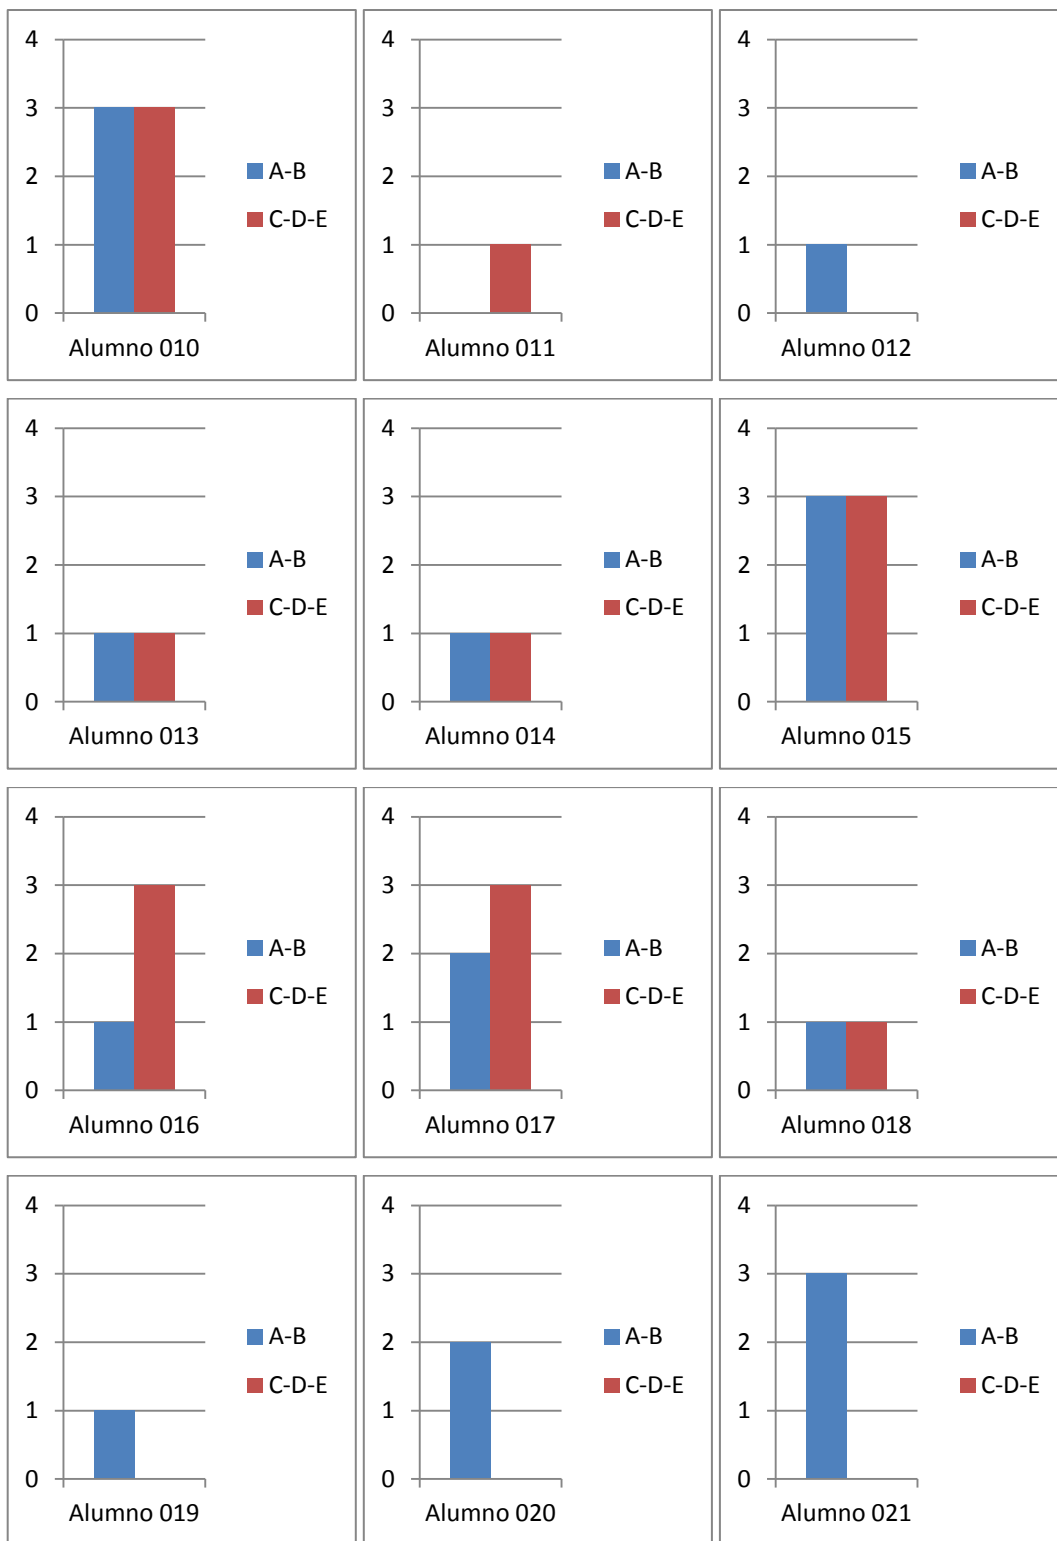 4
3
2
1
0
A-B
C-D-E
Alumno 010
4
3
2
1
0
A-B
C-D-E
Alumno 011
4
3
2
1
0
A-B
C-D-E
Alumno 012
4
3
2
1
0
A-B
C-D-E
Alumno 013
4
3
2
1
0
A-B
C-D-E
Alumno 014
4
3
2
1
0
A-B
C-D-E
Alumno 015
4
3
2
1
0
A-B
C-D-E
Alumno 016
4
3
2
1
0
A-B
C-D-E
Alumno 017
4
3
2
1
0
A-B
C-D-E
Alumno 018
4
3
2
1
0
A-B
C-D-E
Alumno 019
4
3
2
1
0
A-B
C-D-E
Alumno 020
4
3
2
1
0
A-B
C-D-E
Alumno 021